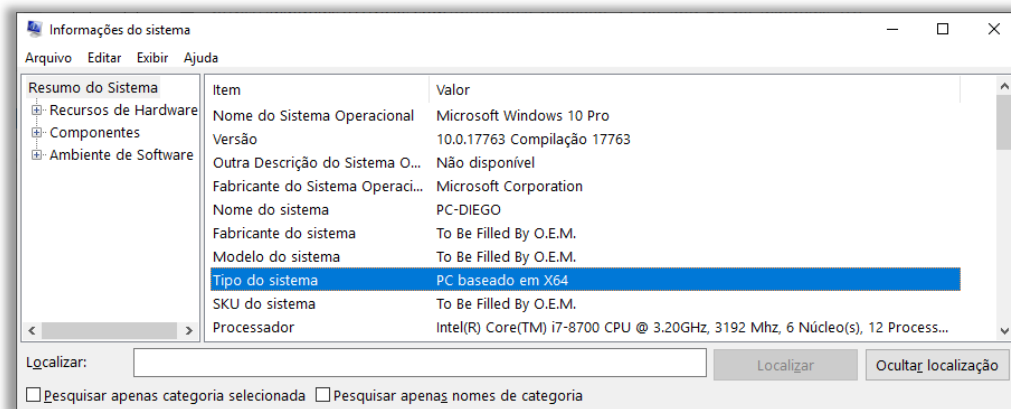 Informações do sistema
Arquivo Editar Exibir Ajuda
Resumo do Sistema
Recursos de Hardware
Componentes
Ambiente de Software
Item Valor
Nome do Sistema Operacional Microsoft Windows 10 Pro
Versão 10.0.17763 Compilação 17763
Outra Descrição do Sistema O... Não disponível
Fabricante do Sistema Operaci... Microsoft Corporation
Nome do sistema PC-DIEGO
Fabricante do sistema To Be Filled By O.E.M.
Modelo do sistema To Be Filled By O.E.M.
Tipo do sistema PC baseado em X64
SKU do sistema To Be Filled By O.E.M.
Processador Intel(R) Core(TM) i7-8700 CPU @ 3.20GHz, 3192 Mhz, 6 Núcleo(s), 12 Process...
Localizar: Localizar Ocultar localização
Pesquisar apenas categoria selecionada Pesquisar apenas nomes de categoria